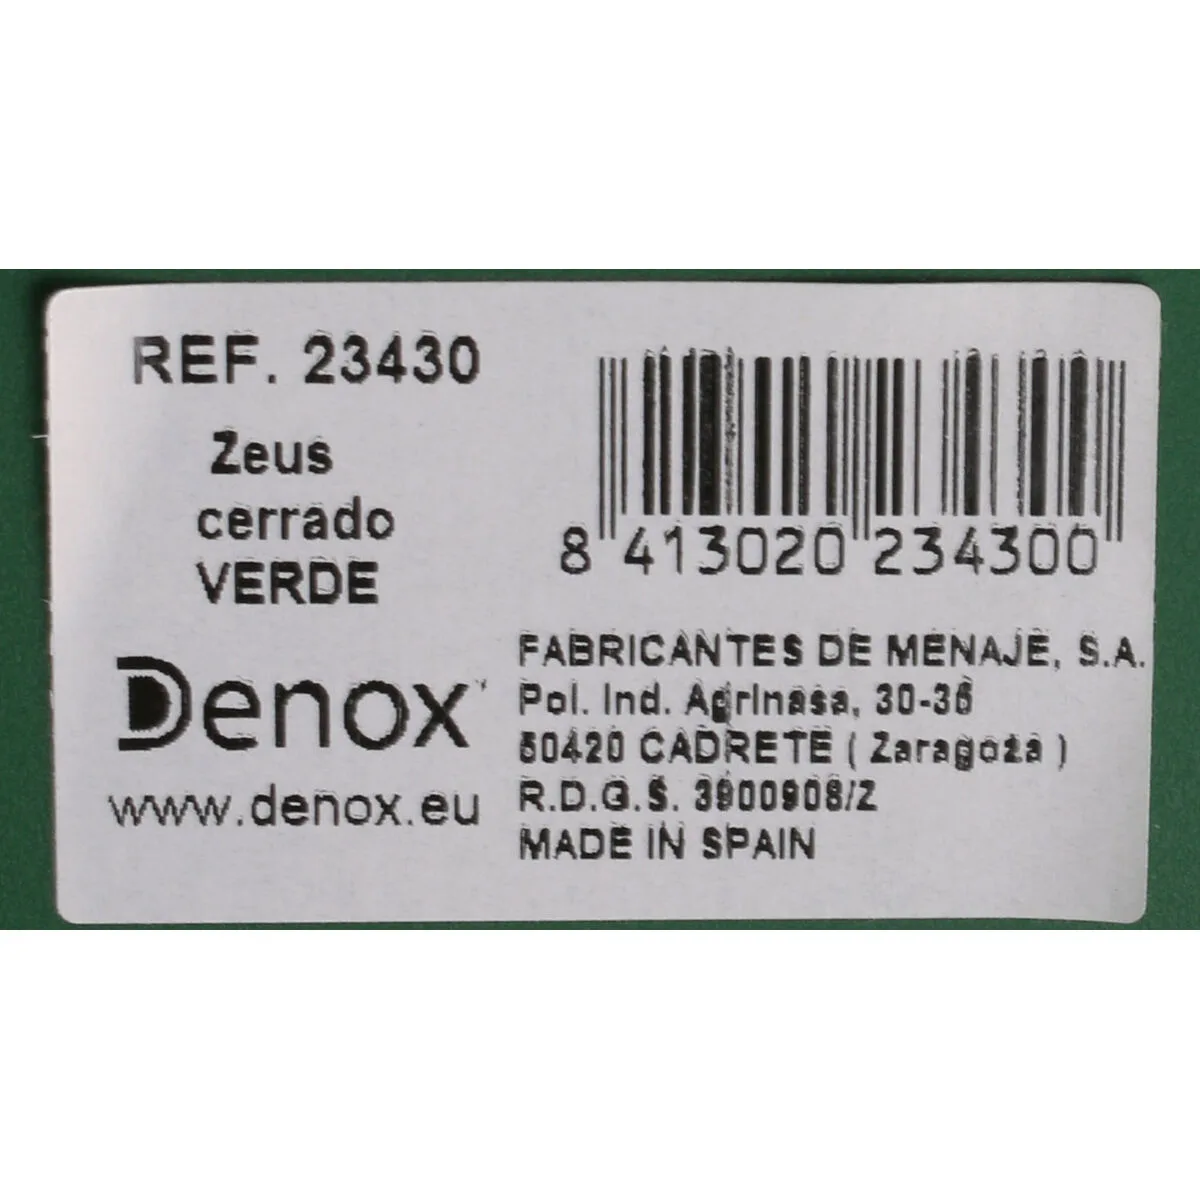 REF. 23430
Zeus
cerrado
VERDE
Denox
www.denox.eu
8 413020 234300
FABRICANTES DE MENAJE, S.A.
Pol. Ind. Agrinasa, 30-36
50420 CADRETE ( Zaragoza )
R.D.G.S. 3900908/Z
MADE IN SPAIN